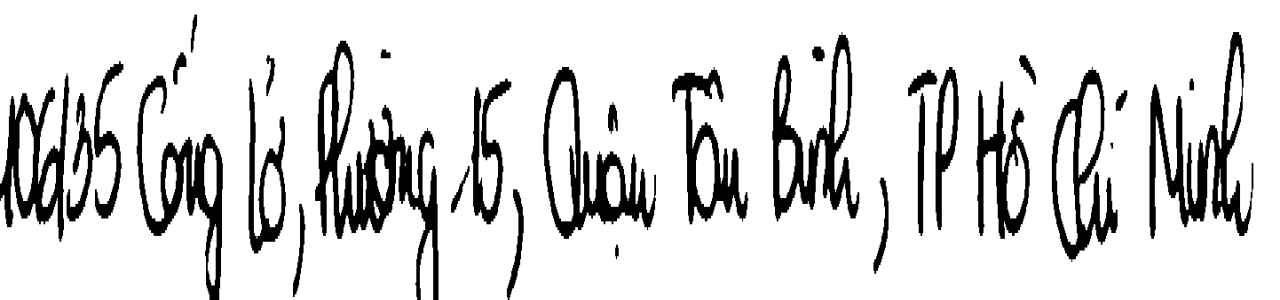 106/35 Cống Lở, Phường 15, Quận Tân Bình, TP Hồ Chí Minh